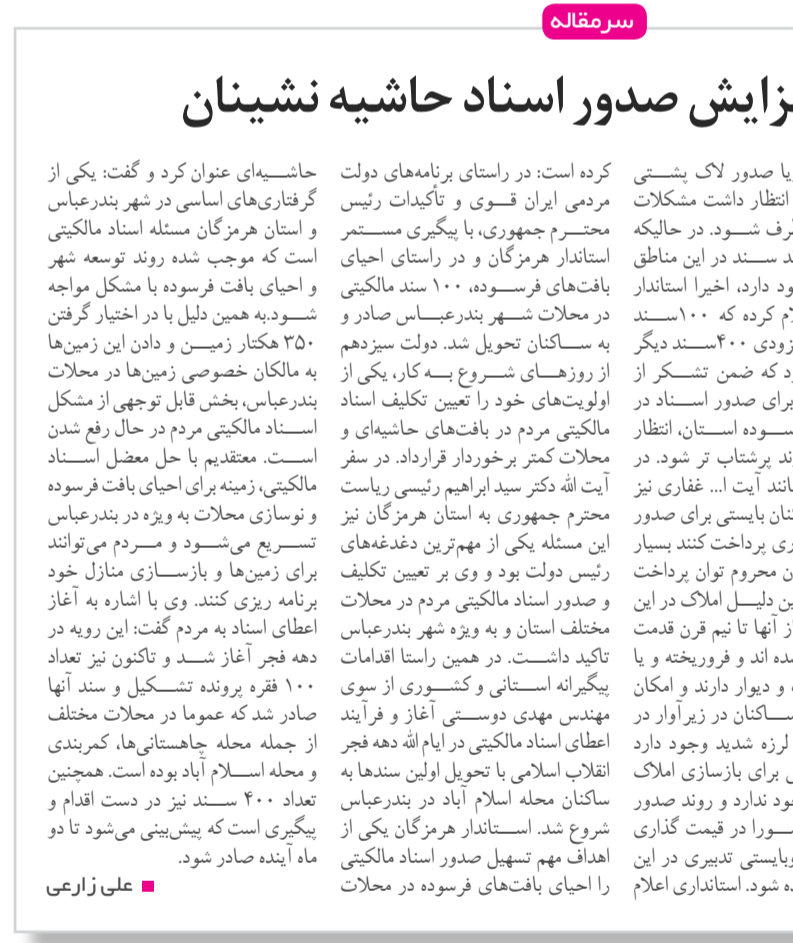 سرمقاله
زایش صدور اسناد حاشیه نشینان
یا صدور لاک پشتی
انتظار داشت مشکلات
رف شود. در حالیکه
ند سند در این مناطق
ود دارد، اخیرا استاندار
لام کرده که ۱۰۰سند
زودی ۴۰۰سند دیگر
رد که ضمن تشکر از
برای صدور اسناد در
سوده استان، انتظار
وند پرشتاب تر شود. در
مانند آیت ا... غفاری نیز
کنان بایستی برای صدور
ری پرداخت کنند بسیار
ن محروم توان پرداخت
ین دلیل املاک در این
از آنها تا نیم قرن قدمت
شده اند و فروریخته و یا
و دیوار دارند و امکان
ساکنان در زیرآوار در
لرزه شدید وجود دارد
ی برای بازسازی املاک
ود ندارد و روند صدور
سورا در قیمت گذاری
وبایستی تدبیری در این
ده شود. استانداری اعلام
کرده است: در راستای برنامه‌های دولت
مردمی ایران قوی و تأکیدات رئیس
محترم جمهوری، با پیگیری مستمر
استاندار هرمزگان و در راستای احیای
بافت‌های فرسوده، ۱۰۰ سند مالکیتی
در محلات شهر بندرعباس صادر و
به ساکنان تحویل شد. دولت سیزدهم
از روزهای شروع به کار، یکی از
اولویت‌های خود را تعیین تکلیف اسناد
مالکیتی مردم در بافت‌های حاشیه‌ای و
محلات کمتر برخوردار قرارداد. در سفر
آیت الله دکتر سید ابراهیم رئیسی ریاست
محترم جمهوری به استان هرمزگان نیز
این مسئله یکی از مهم‌ترین دغدغه‌های
رئیس دولت بود و وی بر تعیین تکلیف
و صدور اسناد مالکیتی مردم در محلات
مختلف استان و به ویژه شهر بندرعباس
تاکید داشت. در همین راستا اقدامات
پیگیرانه استانی و کشوری از سوی
مهندس مهدی دوستی آغاز و فرآیند
اعطای اسناد مالکیتی در ایام الله دهه فجر
انقلاب اسلامی با تحویل اولین سندها به
ساکنان محله اسلام آباد در بندرعباس
شروع شد. استاندار هرمزگان یکی از
اهداف مهم تسهیل صدور اسناد مالکیتی
را احیای بافت‌های فرسوده در محلات
حاشیه‌ای عنوان کرد و گفت: یکی از
گرفتاری‌های اساسی در شهر بندرعباس
و استان هرمزگان مسئله اسناد مالکیتی
است که موجب شده روند توسعه شهر
و احیای بافت فرسوده با مشکل مواجه
شود.به همین دلیل با در اختیار گرفتن
۳۵۰ هکتار زمین و دادن این زمین‌ها
به مالکان خصوصی زمین‌ها در محلات
بندرعباس، بخش قابل توجهی از مشکل
اسناد مالکیتی مردم در حال رفع شدن
است. معتقدیم با حل معضل اسناد
مالکیتی، زمینه برای احیای بافت فرسوده
و نوسازی محلات به ویژه در بندرعباس
تسریع می‌شود و مردم می‌توانند
برای زمین‌ها و بازسازی منازل خود
برنامه ریزی کنند. وی با اشاره به آغاز
اعطای اسناد به مردم گفت: این رویه در
دهه فجر آغاز شد و تاکنون نیز تعداد
۱۰۰ فقره پرونده تشکیل و سند آنها
صادر شد که عموما در محلات مختلف
از جمله محله چاهستانی‌ها، کمربندی
و محله اسلام آباد بوده است. همچنین
تعداد ۴۰۰ سند نیز در دست اقدام و
پیگیری است که پیش‌بینی می‌شود تا دو
ماه آینده صادر شود.
علی زارعی